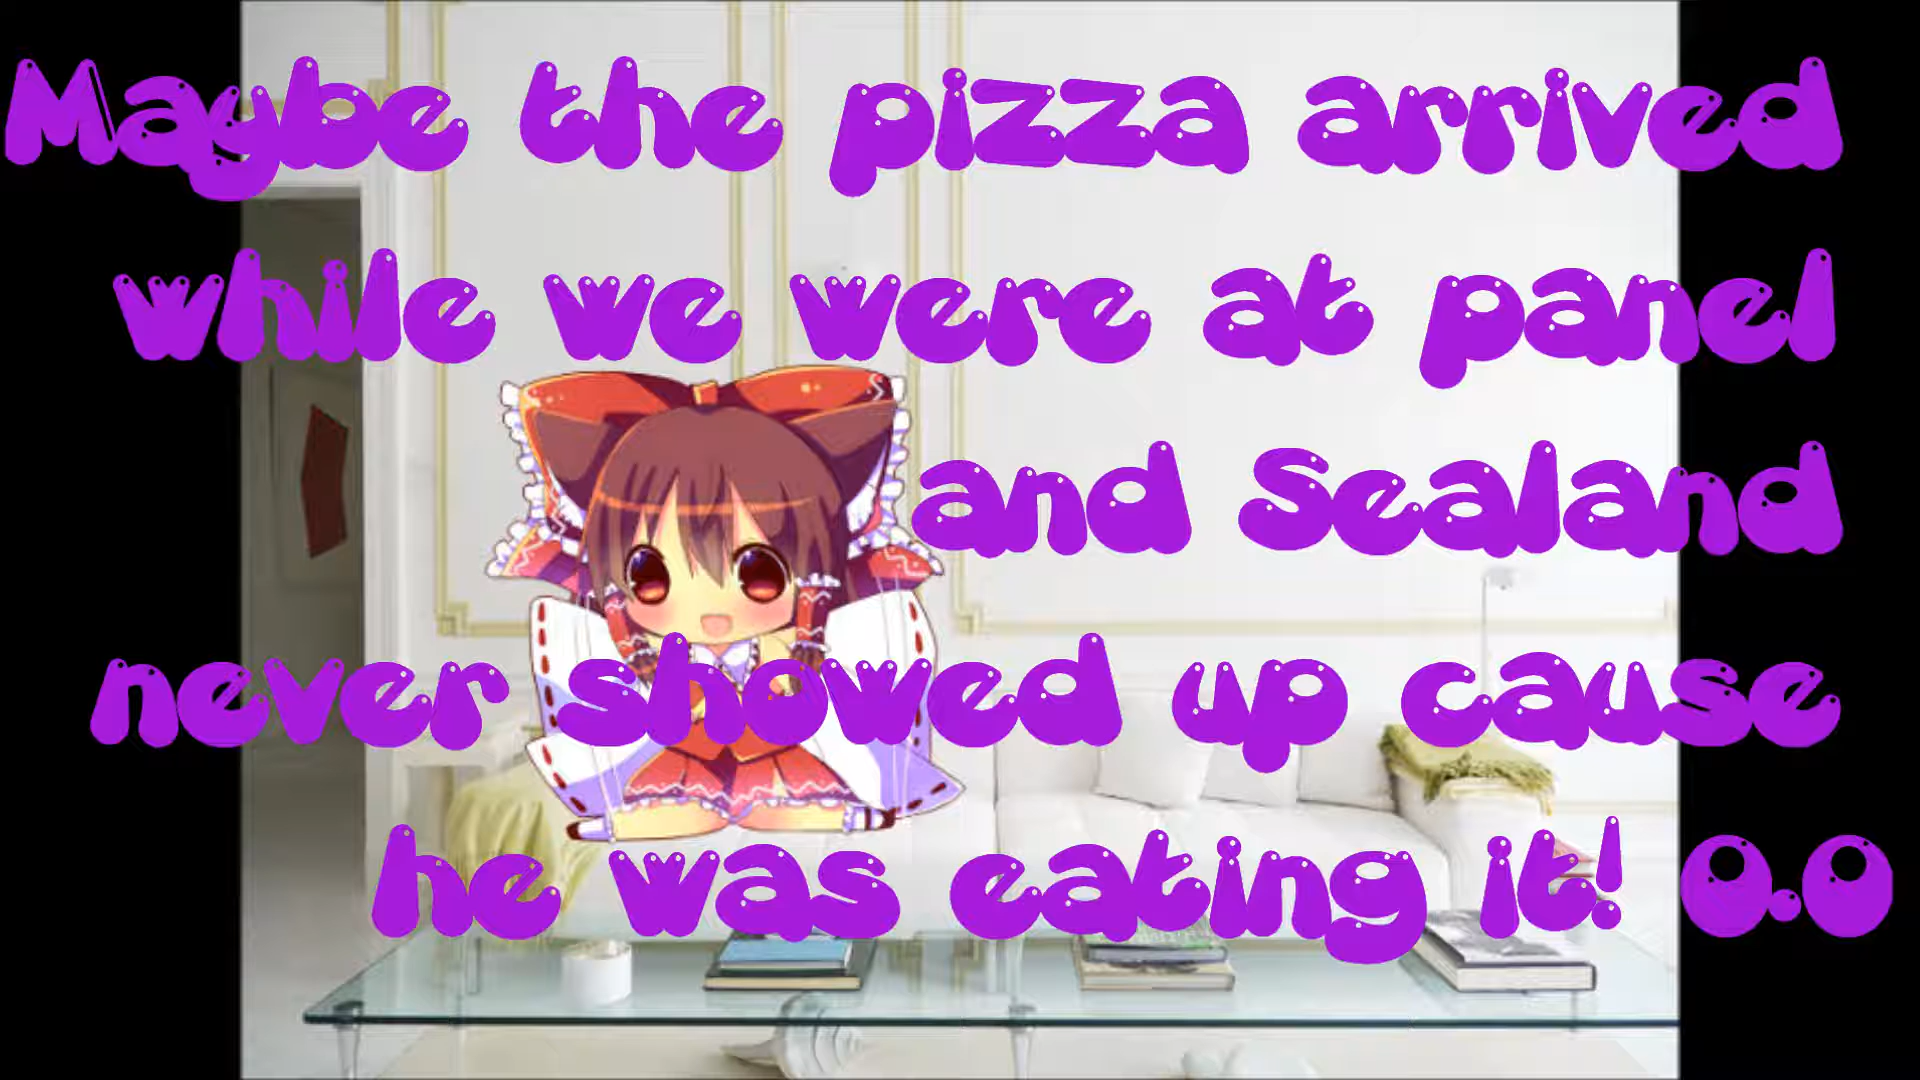 Maybe the pizza arrived
while we were at panel
and Sealand
never showed up cause
he was eating it! 0.0